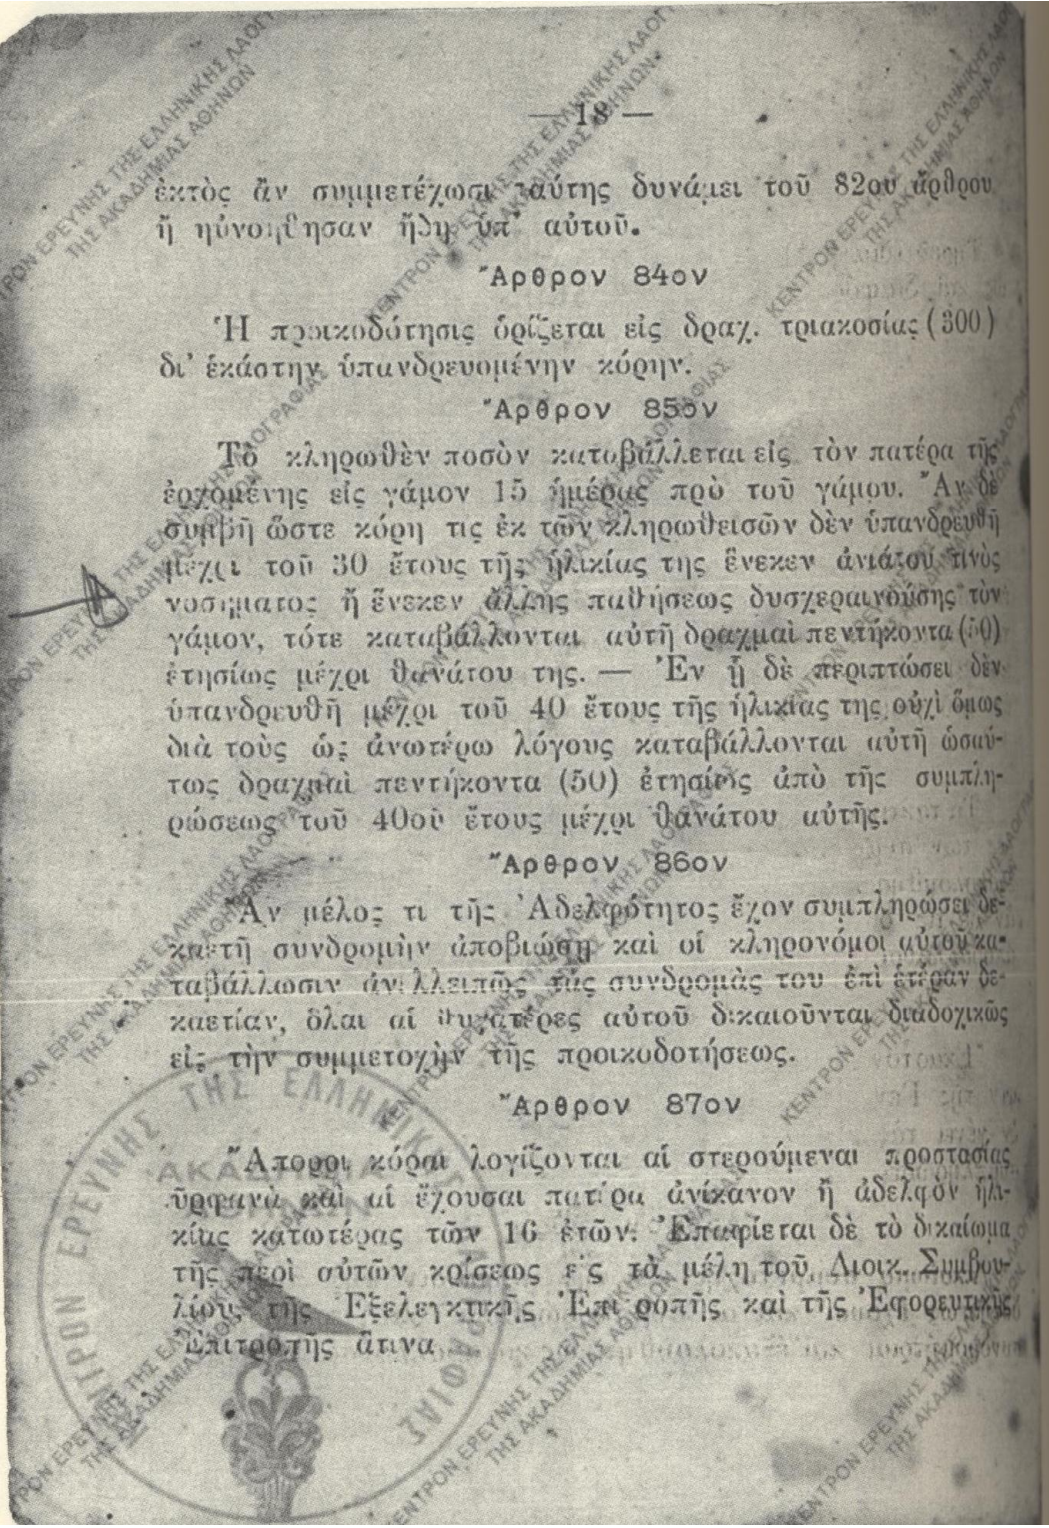 — 18 —
ἐκτὸς ἂν συμμετέχωσι ταύτης δυνάμει τοῦ 82ου ἄρθρου
ἢ ηὐνοήθησαν ἤδη ὑπ' αὐτοῦ.
Ἄρθρον 84ον
Ἡ προικοδότησις ὁρίζεται εἰς δραχ. τριακοσίας (300)
δι' ἑκάστην ὑπανδρευομένην κόρην.
Ἄρθρον 85ον
Τὸ κληρωθὲν ποσὸν καταβάλλεται εἰς τὸν πατέρα τῆς
ἐρχομένης εἰς γάμον 15 ἡμέρας πρὸ τοῦ γάμου. Ἂν δὲ
συμβῇ ὥστε κόρη τις ἐκ τῶν κληρωθεισῶν δὲν ὑπανδρευθῇ
μέχρι τοῦ 30 ἔτους τῆς ἡλικίας της ἕνεκεν ἀνιάτου τινὸς
νοσήματος ἢ ἕνεκεν ἄλλης παθήσεως δυσχεραινούσης τὸν
γάμον, τότε καταβάλλονται αὐτῇ δραχμαὶ πεντήκοντα (50)
ἐτησίως μέχρι θανάτου της. — Ἐν ᾗ δὲ περιπτώσει δὲν
ὑπανδρευθῇ μέχρι τοῦ 40 ἔτους τῆς ἡλικίας της οὐχὶ ὅμως
διὰ τοὺς ὡς ἀνωτέρω λόγους καταβάλλονται αὐτῇ ὡσαύ-
τως δραχμαὶ πεντήκοντα (50) ἐτησίως ἀπὸ τῆς συμπλη-
ρώσεως τοῦ 40οῦ ἔτους μέχρι θανάτου αὐτῆς.
Ἄρθρον 86ον
Ἂν μέλος τι τῆς Ἀδελφότητος ἔχον συμπληρώσει δε-
καετῆ συνδρομὴν ἀποβιώσῃ καὶ οἱ κληρονόμοι αὐτοῦ κα-
ταβάλλωσιν ἀνελλειπῶς τὰς συνδρομάς του ἐπὶ ἑτέραν δε-
καετίαν, ὅλαι αἱ θυγατέρες αὐτοῦ δικαιοῦνται διαδοχικῶς
εἰς τὴν συμμετοχὴν τῆς προικοδοτήσεως.
Ἄρθρον 87ον
Ἄποροι κόραι λογίζονται αἱ στερούμεναι προστασίας
ὀρφανὰ καὶ αἱ ἔχουσαι πατέρα ἀνίκανον ἢ ἀδελφὸν ἡλι-
κίας κατωτέρας τῶν 16 ἐτῶν. Ἐπαφίεται δὲ τὸ δικαίωμα
τῆς περὶ αὐτῶν κρίσεως εἰς τὰ μέλη τοῦ Διοικ. Συμβου-
λίου τῆς Ἐξελεγκτικῆς Ἐπιτροπῆς καὶ τῆς Ἐφορευτικῆς
Ἐπιτροπῆς ἅτινα
ΚΕΝΤΡΟΝ ΕΡΕΥΝΗΣ ΤΗΣ ΕΛΛΗΝΙΚΗΣ ΛΑΟΓΡΑΦΙΑΣ
ΤΗΣ ΑΚΑΔΗΜΙΑΣ ΑΘΗΝΩΝ